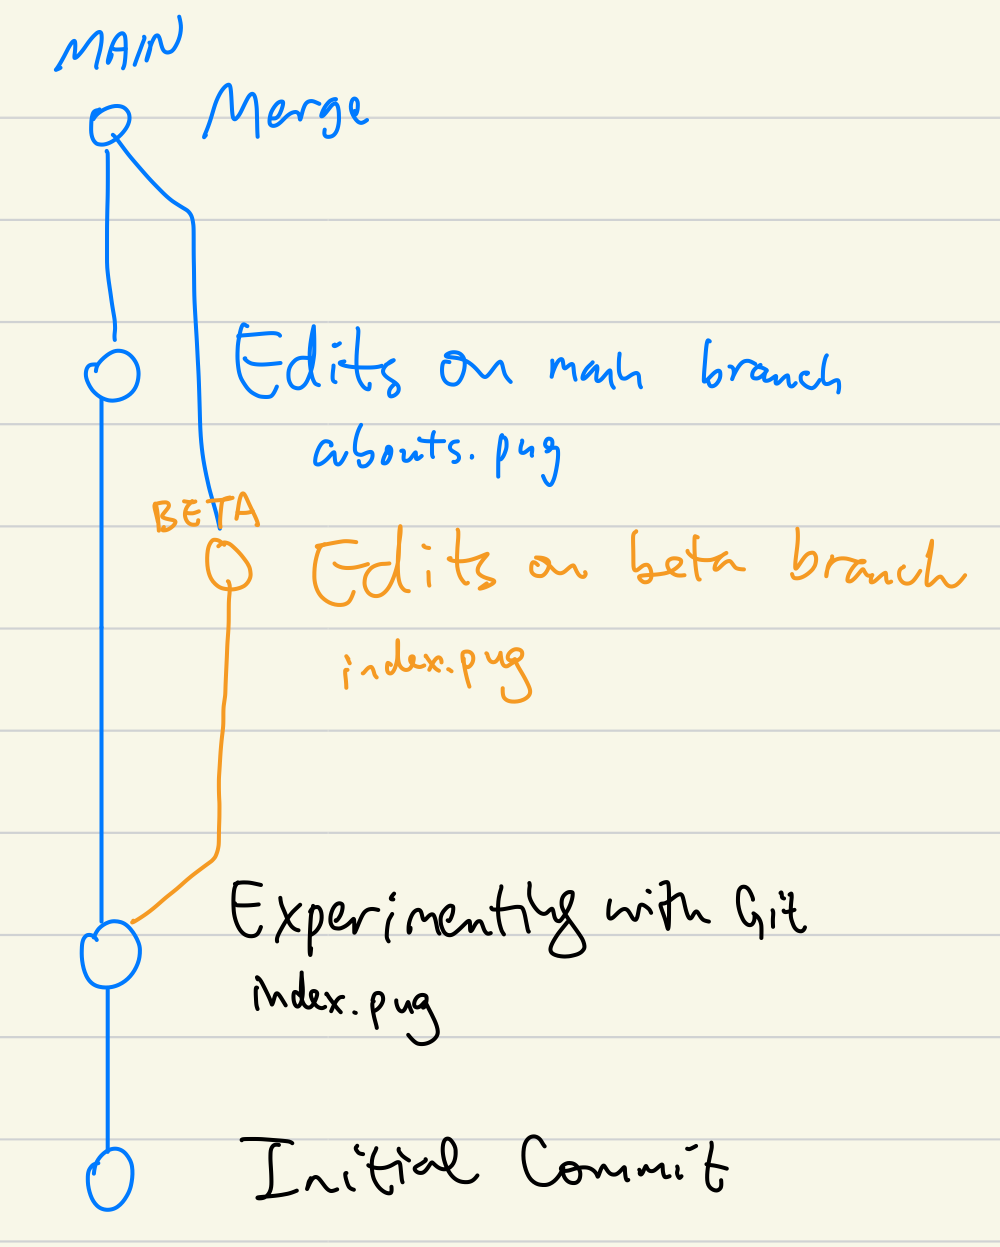 MAIN
Merge
Edits on main branch
abouts.pug
BETA
Edits on beta branch
index.pug
Experimenting with Git
index.pug
Initial Commit